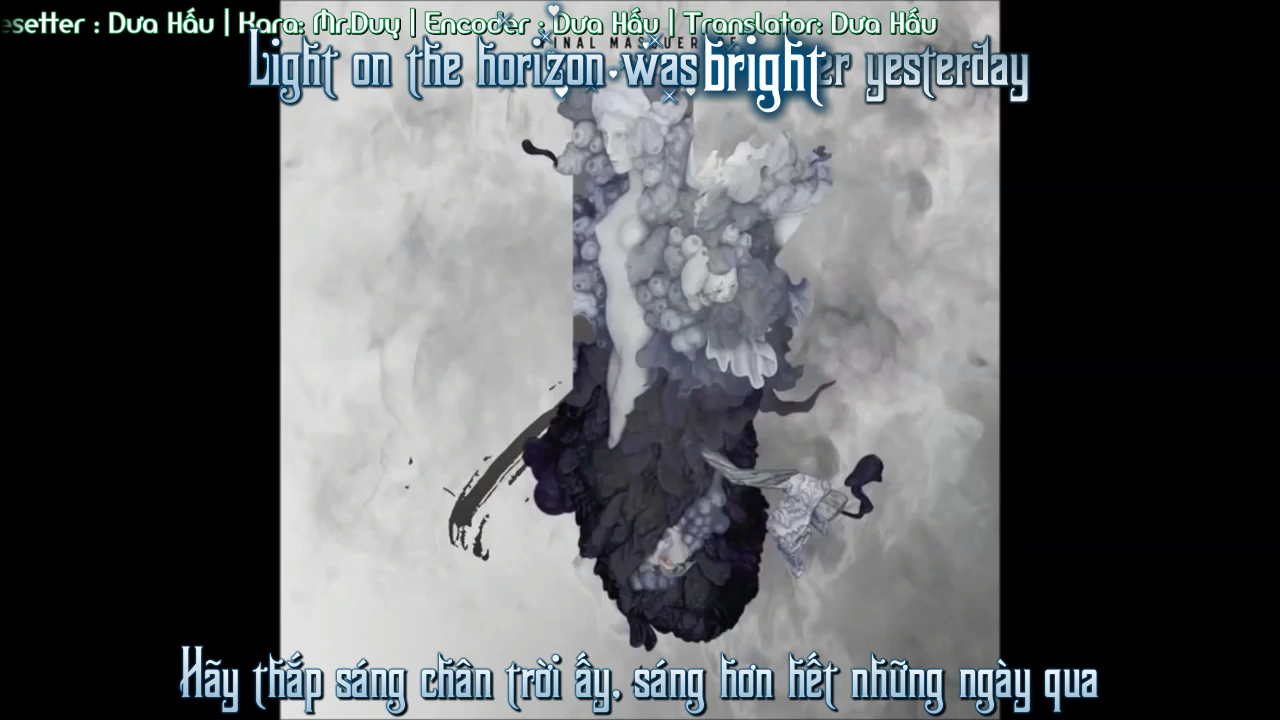 esetter : Dưa Hấu | Kara: Mr.Duy | Encoder : Dưa Hấu | Translator: Dưa Hấu
Light on the horizon was brighter yesterday
Hãy thắp sáng chân trời ấy, sáng hơn hết những ngày qua